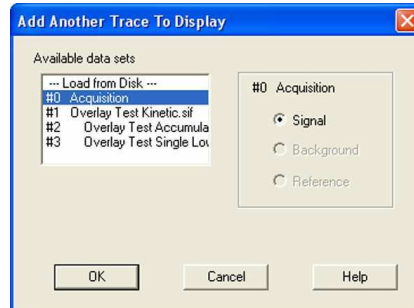 Add Another Trace To Display
Available data sets
--- Load from Disk ---
#0 Acquisition
#1 Overlay Test Kinetic.sif
#2 Overlay Test Accumula
#3 Overlay Test Single Lou
#0 Acquisition
Signal
Background
Reference
OK
Cancel
Help